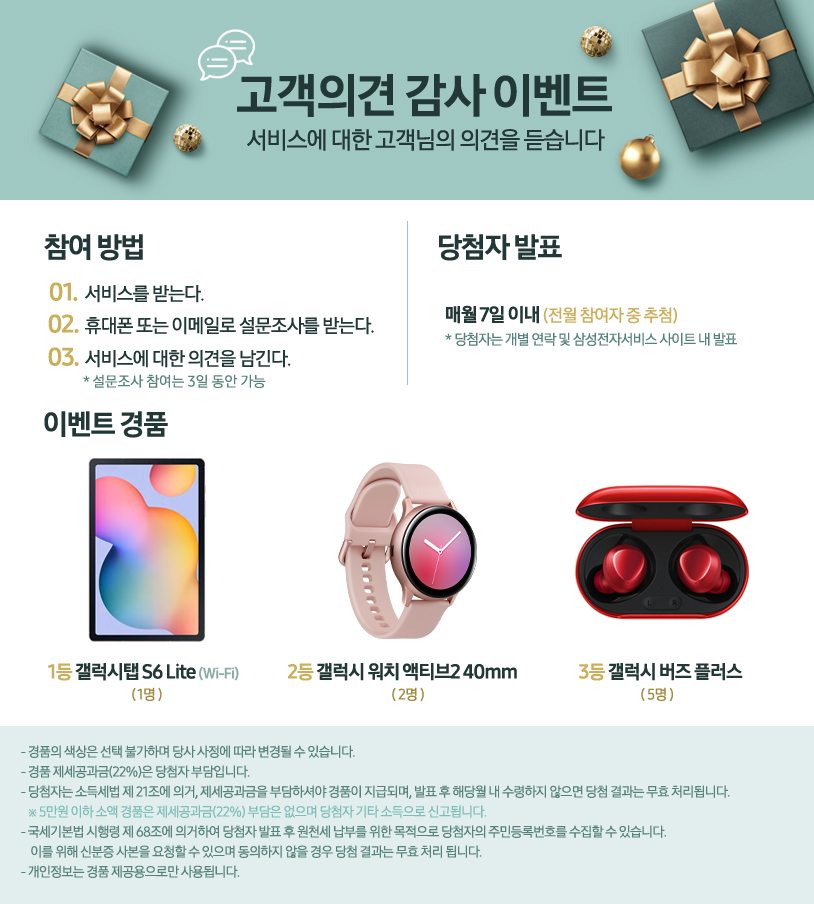 고객의견 감사 이벤트
서비스에 대한 고객님의 의견을 듣습니다
참여 방법
01. 서비스를 받는다.
02. 휴대폰 또는 이메일로 설문조사를 받는다.
03. 서비스에 대한 의견을 남긴다.
* 설문조사 참여는 3일 동안 가능
당첨자 발표
매월 7일 이내 (전월 참여자 중 추첨)
* 당첨자는 개별 연락 및 삼성전자서비스 사이트 내 발표
이벤트 경품
L R
1등 갤럭시탭 S6 Lite (Wi-Fi)
(1명)
2등 갤럭시 워치 액티브2 40mm
(2명)
3등 갤럭시 버즈 플러스
(5명)
- 경품의 색상은 선택 불가하며 당사 사정에 따라 변경될 수 있습니다.
- 경품 제세공과금(22%)은 당첨자 부담입니다.
- 당첨자는 소득세법 제 21조에 의거, 제세공과금을 부담하셔야 경품이 지급되며, 발표 후 해당월 내 수령하지 않으면 당첨 결과는 무효 처리됩니다.
※ 5만원 이하 소액 경품은 제세공과금(22%) 부담은 없으며 당첨자 기타 소득으로 신고됩니다.
- 국세기본법 시행령 제 68조에 의거하여 당첨자 발표 후 원천세 납부를 위한 목적으로 당첨자의 주민등록번호를 수집할 수 있습니다.
이를 위해 신분증 사본을 요청할 수 있으며 동의하지 않을 경우 당첨 결과는 무효 처리 됩니다.
- 개인정보는 경품 제공용으로만 사용됩니다.